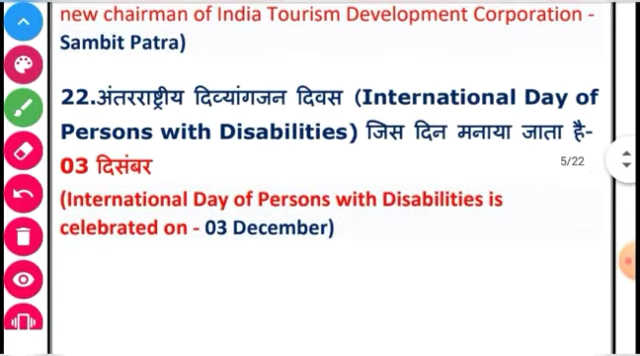 new chairman of India Tourism Development Corporation -
Sambit Patra)
22.अंतरराष्ट्रीय दिव्यांगजन दिवस (International Day of
Persons with Disabilities) जिस दिन मनाया जाता है-
03 दिसंबर
5/22
(International Day of Persons with Disabilities is
celebrated on - 03 December)